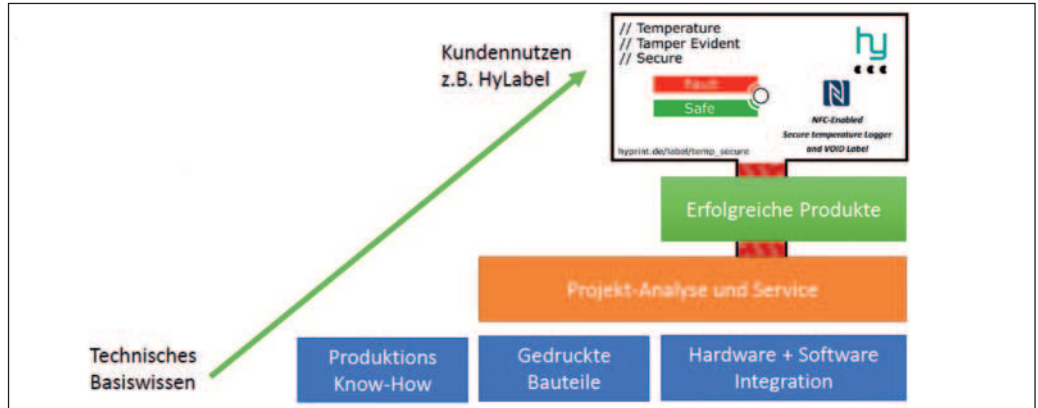 Kundennutzen
z.B. HyLabel
// Temperature
// Tamper Evident
// Secure
hy
Fault
Safe
N
NFC-Enabled
Secure temperature Logger
and VOID Label
hyprint.de/label/temp_secure
Erfolgreiche Produkte
Projekt-Analyse und Service
Technisches
Basiswissen
Produktions
Know-How
Gedruckte
Bauteile
Hardware + Software
Integration